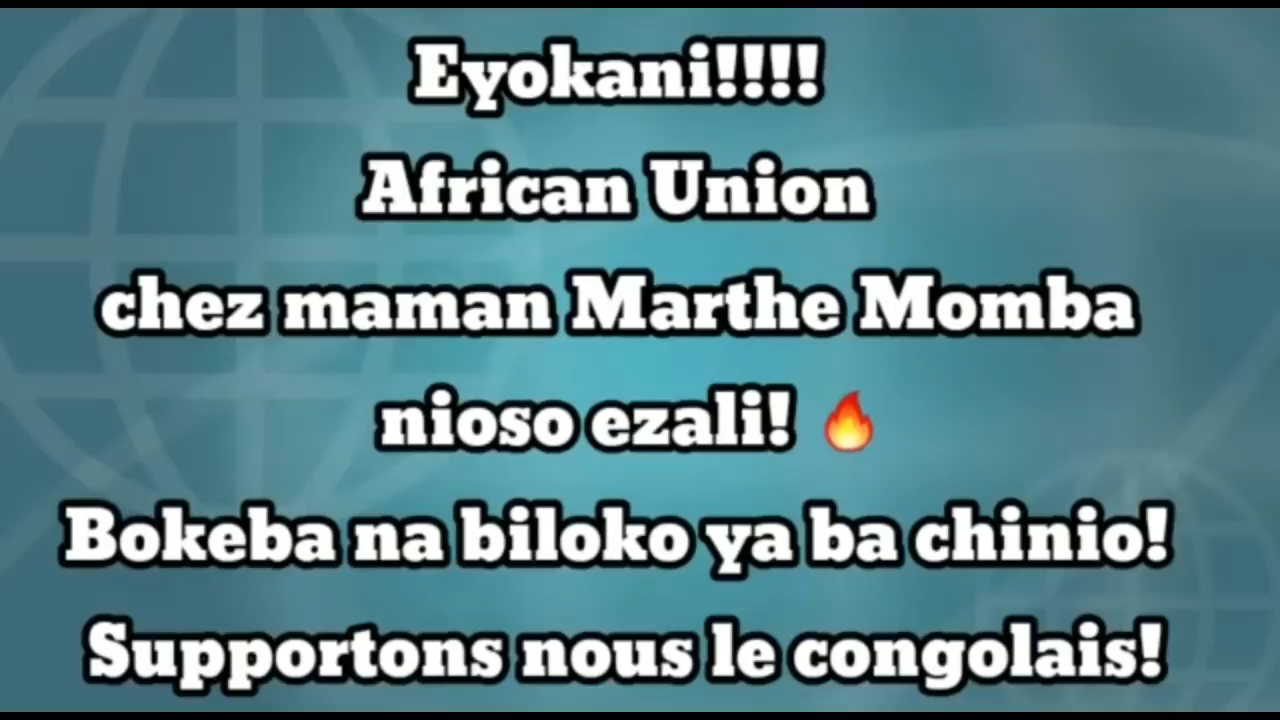 Eyokani!!!!
African Union
chez maman Marthe Momba
nioso ezali! 🔥
Bokeba na biloko ya ba chinio!
Supportons nous le congolais!